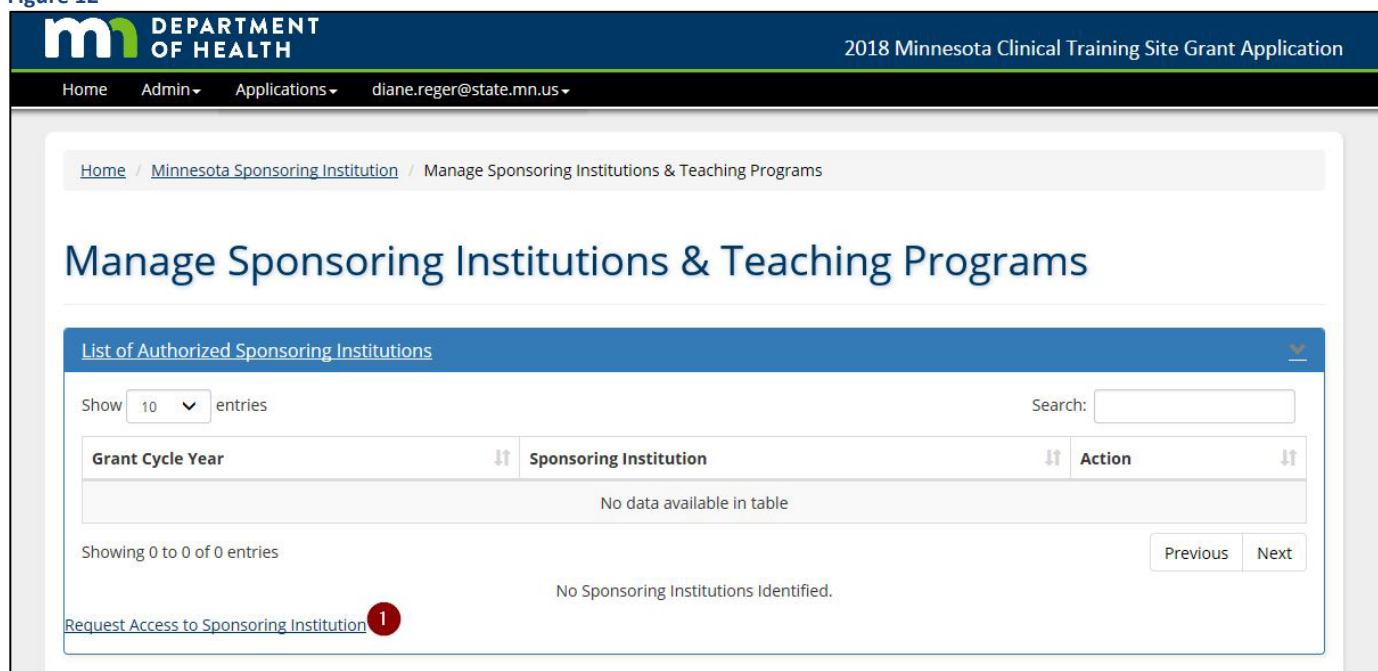 Figure 12
DEPARTMENT
OF HEALTH
2018 Minnesota Clinical Training Site Grant Application
Home Admin Applications diane.reger@state.mn.us
Home / Minnesota Sponsoring Institution / Manage Sponsoring Institutions & Teaching Programs
Manage Sponsoring Institutions & Teaching Programs
List of Authorized Sponsoring Institutions
Show 10 entries Search:
Grant Cycle Year Sponsoring Institution Action
No data available in table
Showing 0 to 0 of 0 entries Previous Next
No Sponsoring Institutions Identified.
Request Access to Sponsoring Institution 1